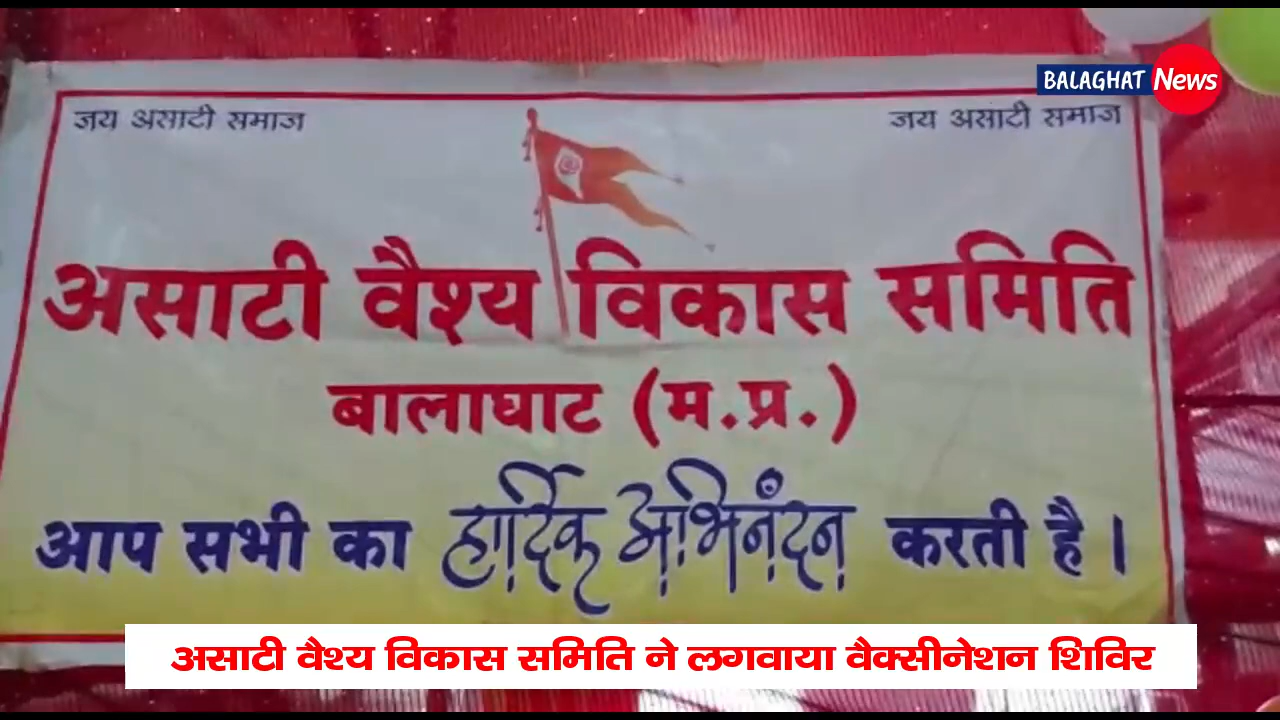 BALAGHAT News
जय असाटी समाज जय असाटी समाज
असाटी वैश्य विकास समिति
बालाघाट (म.प्र.)
आप सभी का हार्दिक अभिनंदन करती है।
असाटी वैश्य विकास समिति ने लगवाया वैक्सीनेशन शिविर